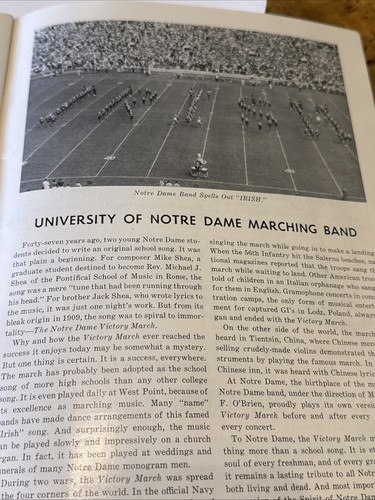 Notre Dame Band Spells Out "IRISH."
UNIVERSITY OF NOTRE DAME MARCHING BAND
Forty-seven years ago, two young Notre Dame stu-
dents decided to write an original school song. It was
that plain a beginning. For composer Mike Shea, a
graduate student destined to become Rev. Michael J.
Shea of the Pontifical School of Music in Rome, the
song was a mere "tune that had been running through
his head." For brother Jack Shea, who wrote lyrics to
the music, it was just one night's work. But from its
bleak origin in 1909, the song was to spiral to immor-
tality—The Notre Dame Victory March.
Why and how the Victory March ever reached the
success it enjoys today may be somewhat a mystery.
But one thing is certain. It is a success, everywhere.
The march has probably been adopted as the school
song of more high schools than any other college
song. It is even played daily at West Point, because of
its excellence as marching music. Many "name"
bands have made dance arrangements of this famed
"Irish" song. And surprisingly enough, the music
can be played slowly and impressively on a church
organ. In fact, it has been played at weddings and
funerals of many Notre Dame monogram men.
During two wars, the Victory March was spread
to the four corners of the world. In the official Navy
singing the march while going in to make a landing
When the 56th Infantry hit the Salerno beaches, na-
tional magazines reported that the troops sang th
march while waiting to land. Other American troo
told of children in an Italian orphanage who sang
for them in English. Gramophone concerts in conc
tration camps, the only form of musical entert
ment for captured GI's in Lodz, Poland, alway
gan and ended with the Victory March.
On the other side of the world, the march
heard in Tientsin, China, where Chinese mer
selling crudely-made violins demonstrated th
struments by playing the famous march. In
Chinese inn, it was heard with Chinese lyric
At Notre Dame, the birthplace of the m
Notre Dame band, under the direction of M
F. O'Brien, proudly plays its own versio
Victory March before and after every
every concert.
To Notre Dame, the Victory March m
thing more than a school song. It is et
soul of every freshman, and of every gr
it remains a lasting tribute to all Notr
both living and dead. And most impor
of the Spirit of Notre Da